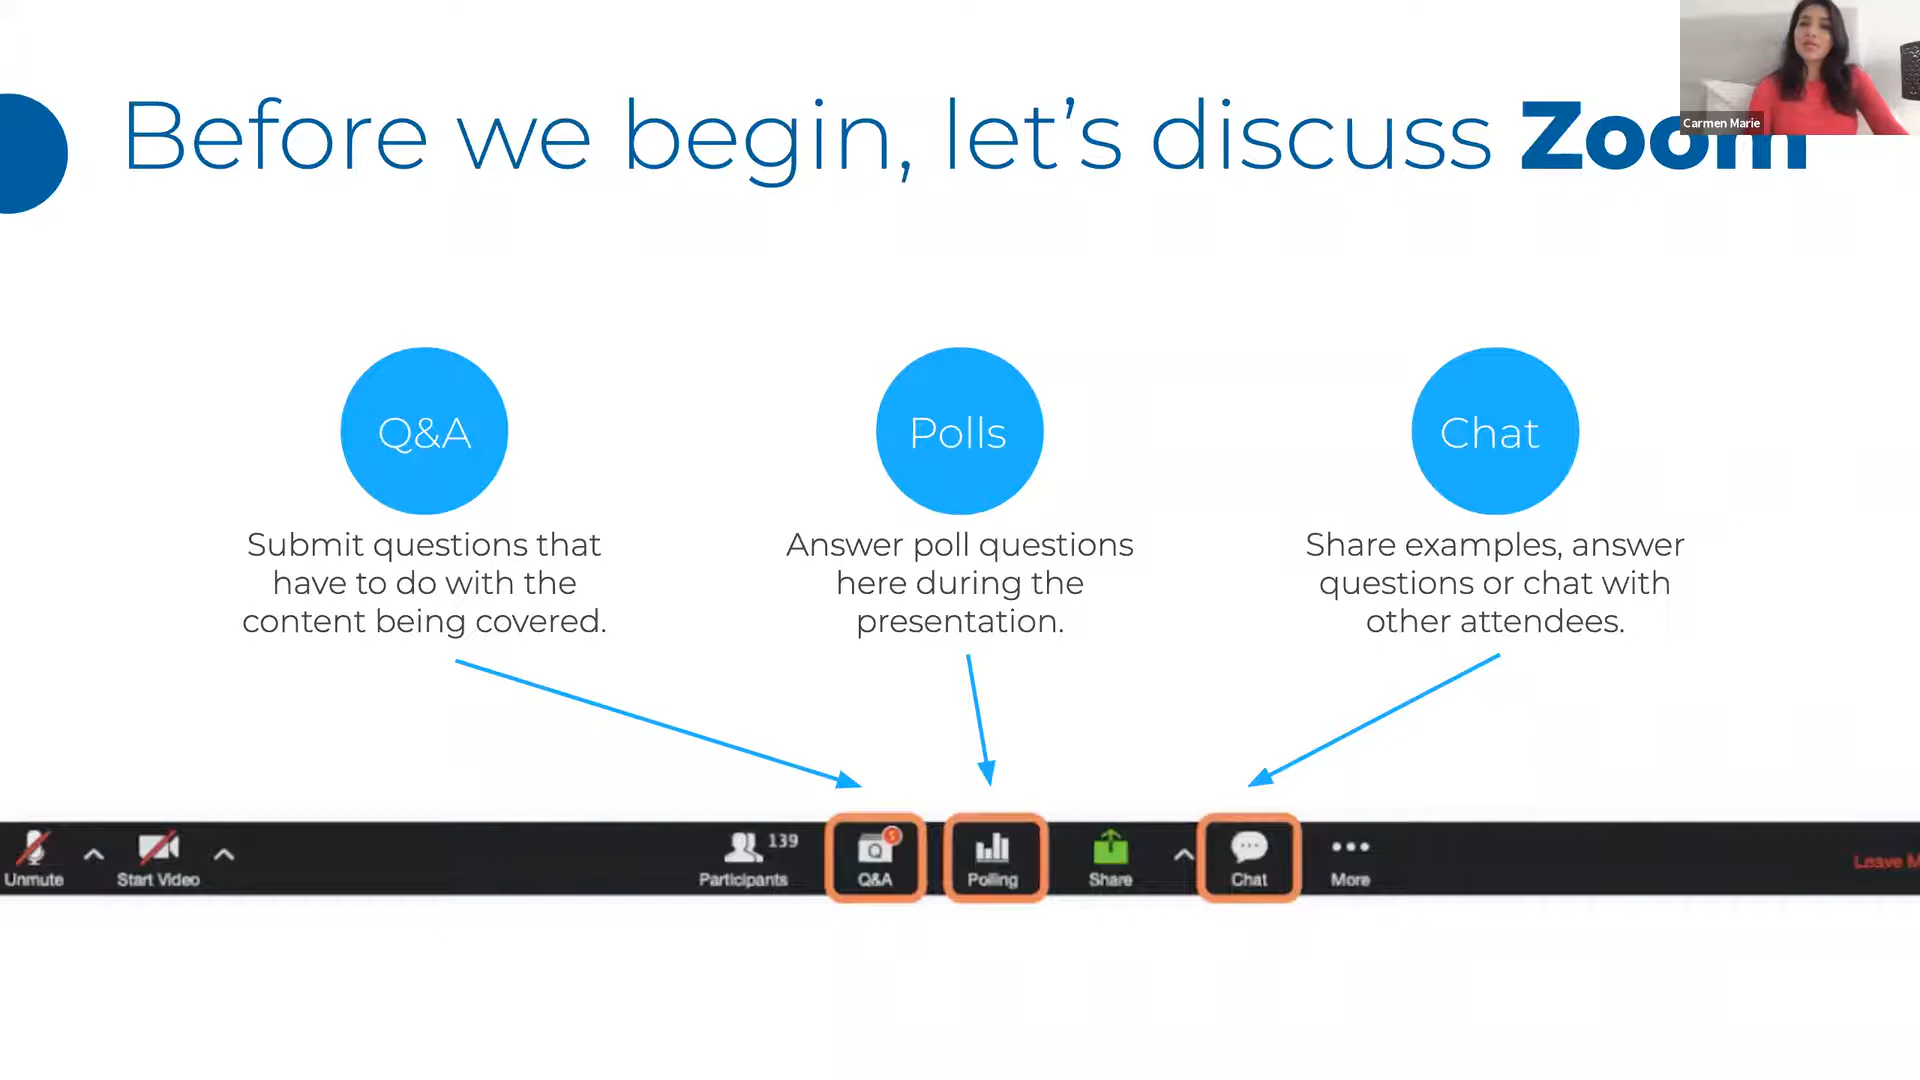 Before we begin, let's discuss Zoom
Carmen Marie
Q&A
Submit questions that
have to do with the
content being covered.
Polls
Answer poll questions
here during the
presentation.
Chat
Share examples, answer
questions or chat with
other attendees.
Unmute
Start Video
Participants
139
Q&A
Polling
Share
Chat
More
Leave M